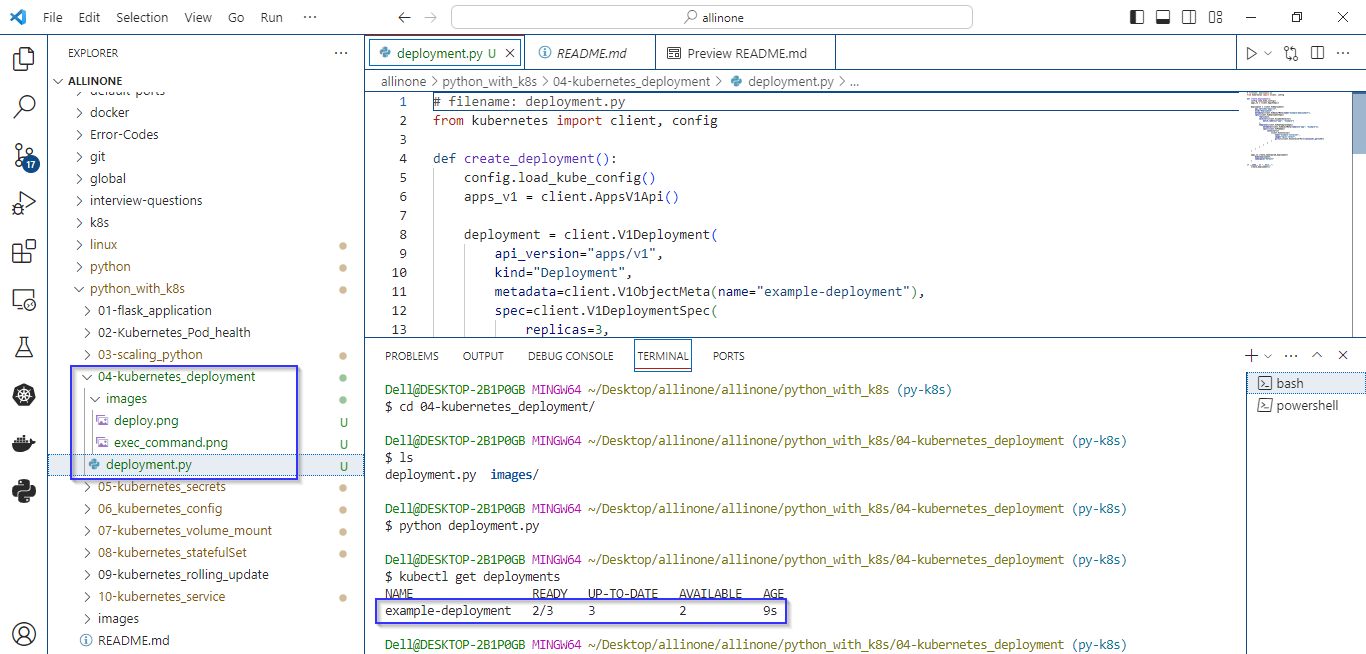 File Edit Selection View Go Run ··· allinone
EXPLORER ···
ALLINONE
default-ports
docker
Error-Codes
git
global
interview-questions
k8s
linux
python
python_with_k8s
01-flask_application
02-Kubernetes_Pod_health
03-scaling_python
04-kubernetes_deployment
images
deploy.png U
exec_command.png U
deployment.py U
05-kubernetes_secrets
06_kubernetes_config
07-kubernetes_volume_mount
08-kubernetes_statefulSet
09-kubernetes_rolling_update
10-kubernetes_service
images
README.md
17
deployment.py U README.md Preview README.md
allinone > python_with_k8s > 04-kubernetes_deployment > deployment.py > ...
1 # filename: deployment.py
2 from kubernetes import client, config
3
4 def create_deployment():
5 config.load_kube_config()
6 apps_v1 = client.AppsV1Api()
7
8 deployment = client.V1Deployment(
9 api_version="apps/v1",
10 kind="Deployment",
11 metadata=client.V1ObjectMeta(name="example-deployment"),
12 spec=client.V1DeploymentSpec(
13 replicas=3,
PROBLEMS OUTPUT DEBUG CONSOLE TERMINAL PORTS
Dell@DESKTOP-2B1P0GB MINGW64 ~/Desktop/allinone/allinone/python_with_k8s (py-k8s)
$ cd 04-kubernetes_deployment/
Dell@DESKTOP-2B1P0GB MINGW64 ~/Desktop/allinone/allinone/python_with_k8s/04-kubernetes_deployment (py-k8s)
$ ls
deployment.py images/
Dell@DESKTOP-2B1P0GB MINGW64 ~/Desktop/allinone/allinone/python_with_k8s/04-kubernetes_deployment (py-k8s)
$ python deployment.py
Dell@DESKTOP-2B1P0GB MINGW64 ~/Desktop/allinone/allinone/python_with_k8s/04-kubernetes_deployment (py-k8s)
$ kubectl get deployments
NAME READY UP-TO-DATE AVAILABLE AGE
example-deployment 2/3 3 2 9s
Dell@DESKTOP-2B1P0GB MINGW64 ~/Desktop/allinone/allinone/python_with_k8s/04-kubernetes_deployment (py-k8s)
bash
powershell